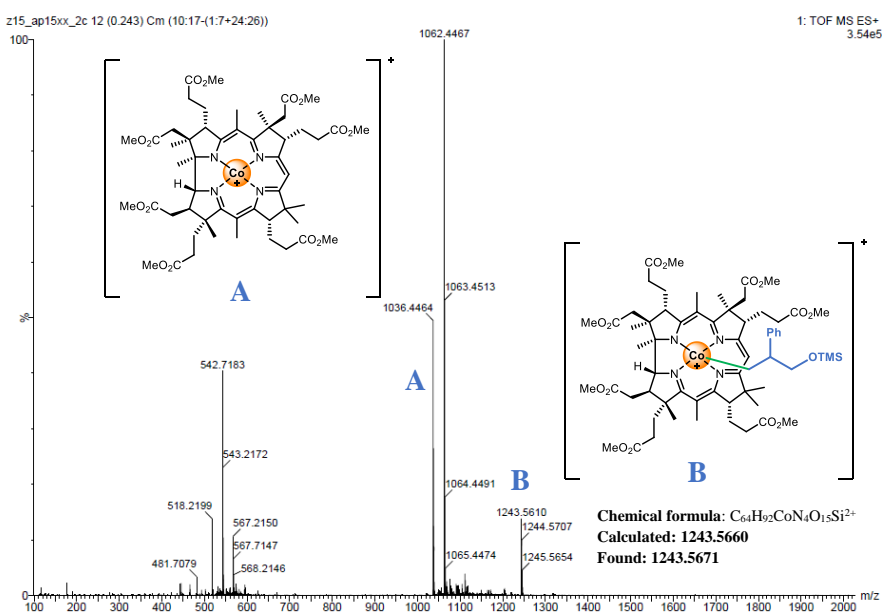 z15_ap15xx_2c 12 (0.243) Cm (10:17-(1:7+24:26))
1: TOF MS ES+
3.54e5
100
%
0
1062.4467
1063.4513
1036.4464
542.7183
543.2172
1064.4491
518.2199
567.2150
567.7147
568.2146
481.7079
1065.4474
1243.5610
1244.5707
1245.5654
A
B
+
CO₂Me
CO₂Me
CO₂Me
MeO₂C
N
N
Co
+
H
N
N
MeO₂C
CO₂Me
MeO₂C
A
+
CO₂Me
CO₂Me
CO₂Me
MeO₂C
Ph
N
N
Co
+
OTMS
H
N
N
MeO₂C
CO₂Me
MeO₂C
B
Chemical formula: C₆₄H₉₂CoN₄O₁₅Si²⁺
Calculated: 1243.5660
Found: 1243.5671
100 200 300 400 500 600 700 800 900 1000 1100 1200 1300 1400 1500 1600 1700 1800 1900 2000 m/z